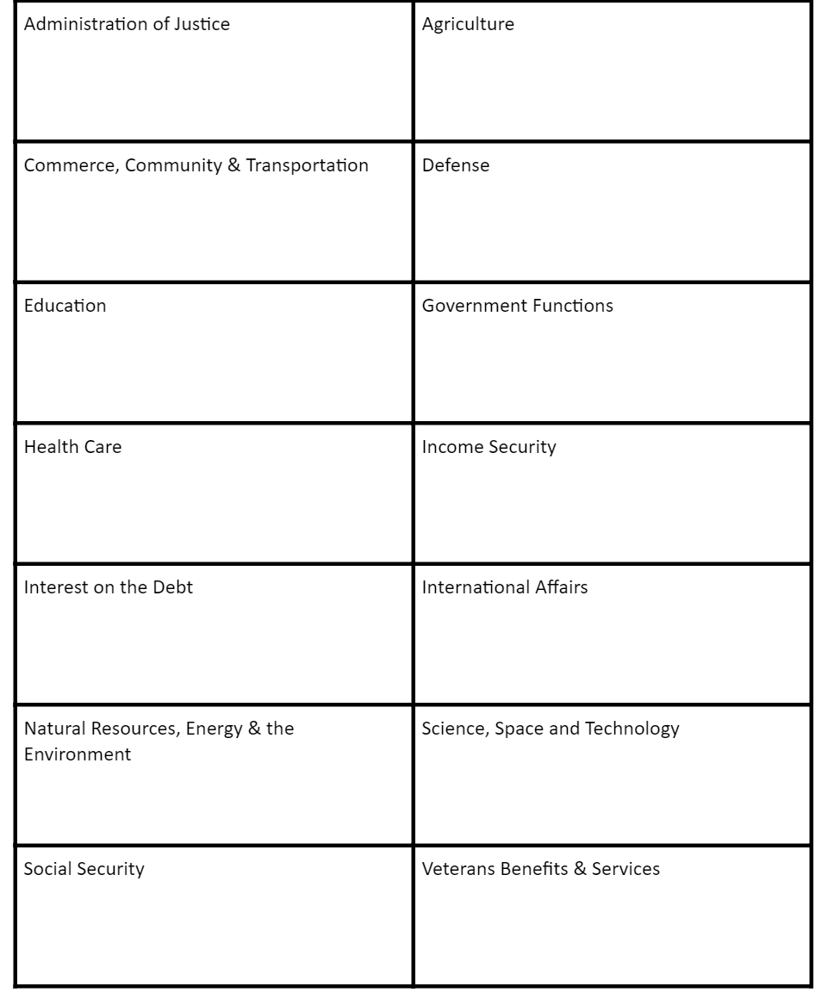 Administration of Justice
Agriculture
Commerce, Community & Transportation
Defense
Education
Government Functions
Health Care
Income Security
Interest on the Debt
International Affairs
Natural Resources, Energy & the
Environment
Science, Space and Technology
Social Security
Veterans Benefits & Services